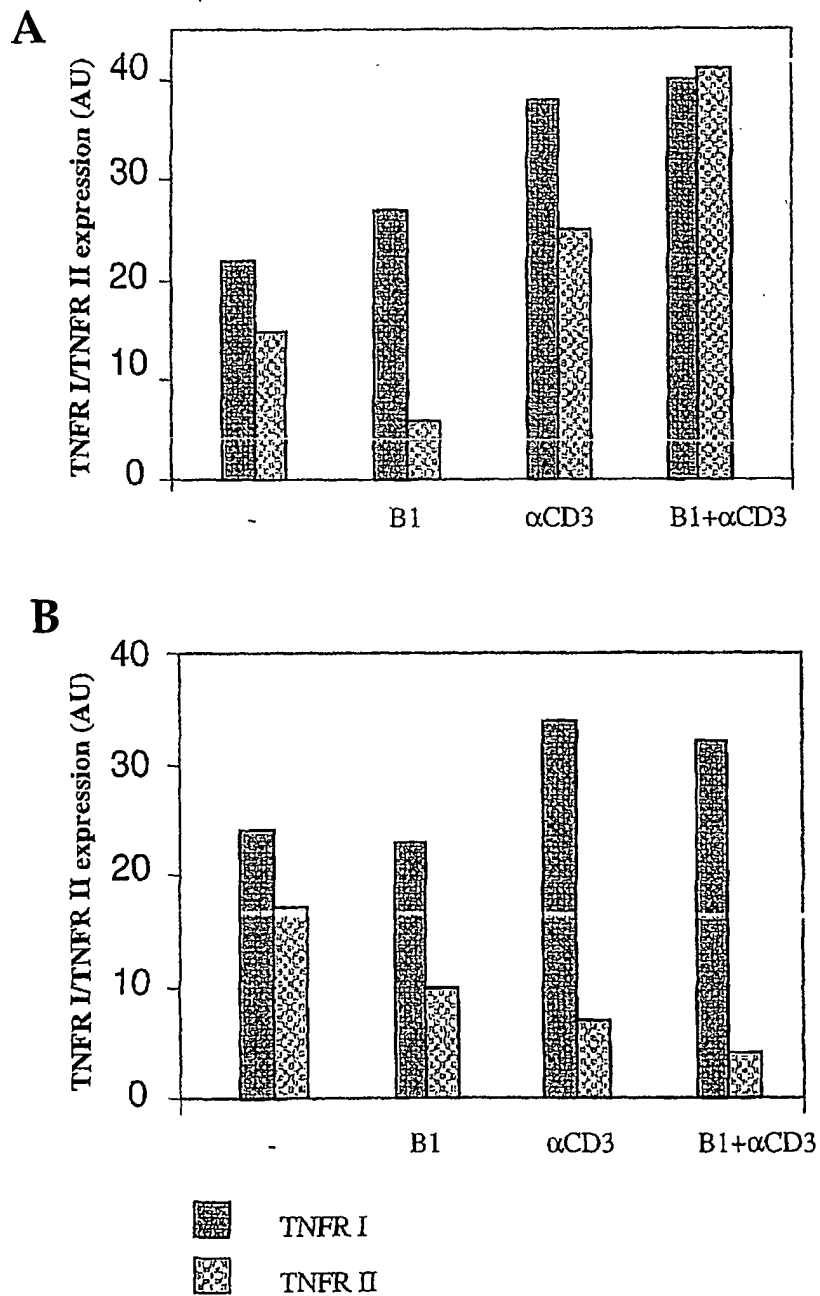 A
TNFR I/TNFR II expression (AU)
40
30
20
10
0
- B1 αCD3 B1+αCD3
B
TNFR I/TNFR II expression (AU)
40
30
20
10
0
- B1 αCD3 B1+αCD3
TNFR I
TNFR II